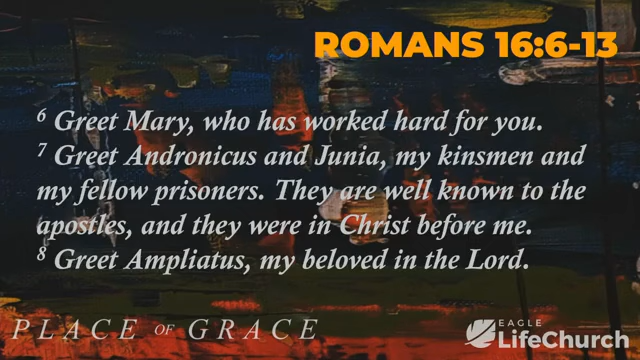 ROMANS 16:6-13
6 Greet Mary, who has worked hard for you.
7 Greet Andronicus and Junia, my kinsmen and
my fellow prisoners. They are well known to the
apostles, and they were in Christ before me.
8 Greet Ampliatus, my beloved in the Lord.
PLACE OF GRACE
EAGLE
LifeChurch